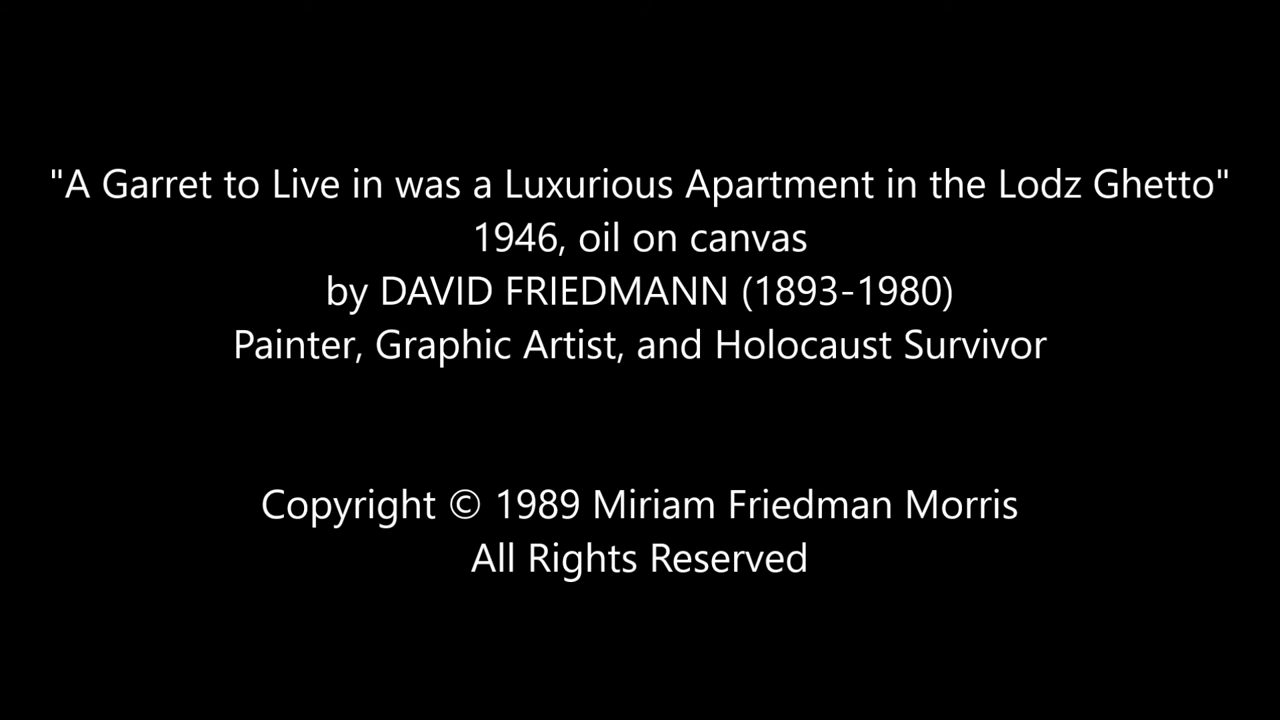 "A Garret to Live in was a Luxurious Apartment in the Lodz Ghetto"
1946, oil on canvas
by DAVID FRIEDMANN (1893-1980)
Painter, Graphic Artist, and Holocaust Survivor
Copyright © 1989 Miriam Friedman Morris
All Rights Reserved